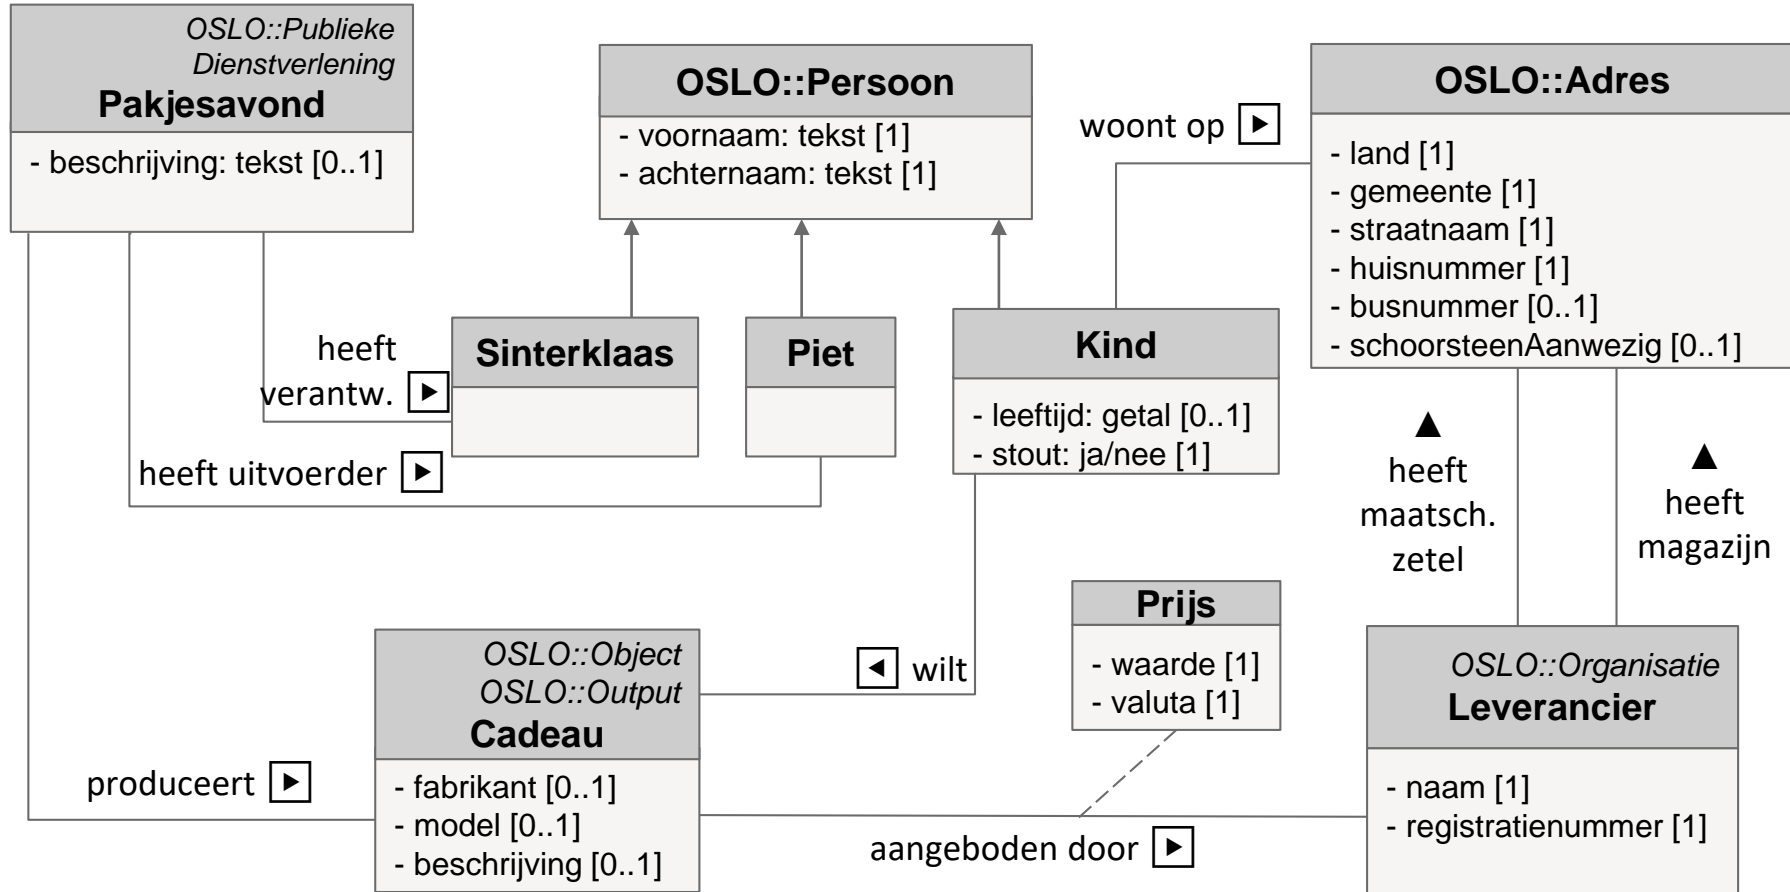 OSLO::Publieke
Dienstverlening
Pakjesavond
- beschrijving: tekst [0..1]
OSLO::Persoon
- voornaam: tekst [1]
- achternaam: tekst [1]
woont op ▶
OSLO::Adres
- land [1]
- gemeente [1]
- straatnaam [1]
- huisnummer [1]
- busnummer [0..1]
- schoorsteenAanwezig [0..1]
heeft
verantw. ▶
Sinterklaas
Piet
Kind
- leeftijd: getal [0..1]
- stout: ja/nee [1]
heeft uitvoerder ▶
▲
heeft
maatsch.
zetel
▲
heeft
magazijn
Prijs
- waarde [1]
- valuta [1]
◀ wilt
OSLO::Object
OSLO::Output
Cadeau
- fabrikant [0..1]
- model [0..1]
- beschrijving [0..1]
produceert ▶
aangeboden door ▶
OSLO::Organisatie
Leverancier
- naam [1]
- registratienummer [1]